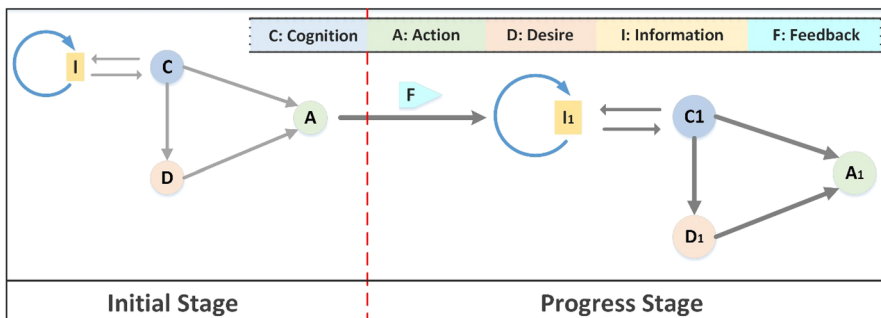 C: Cognition A: Action D: Desire I: Information F: Feedback
I C
A
D
F
I1 C1
A1
D1
Initial Stage Progress Stage